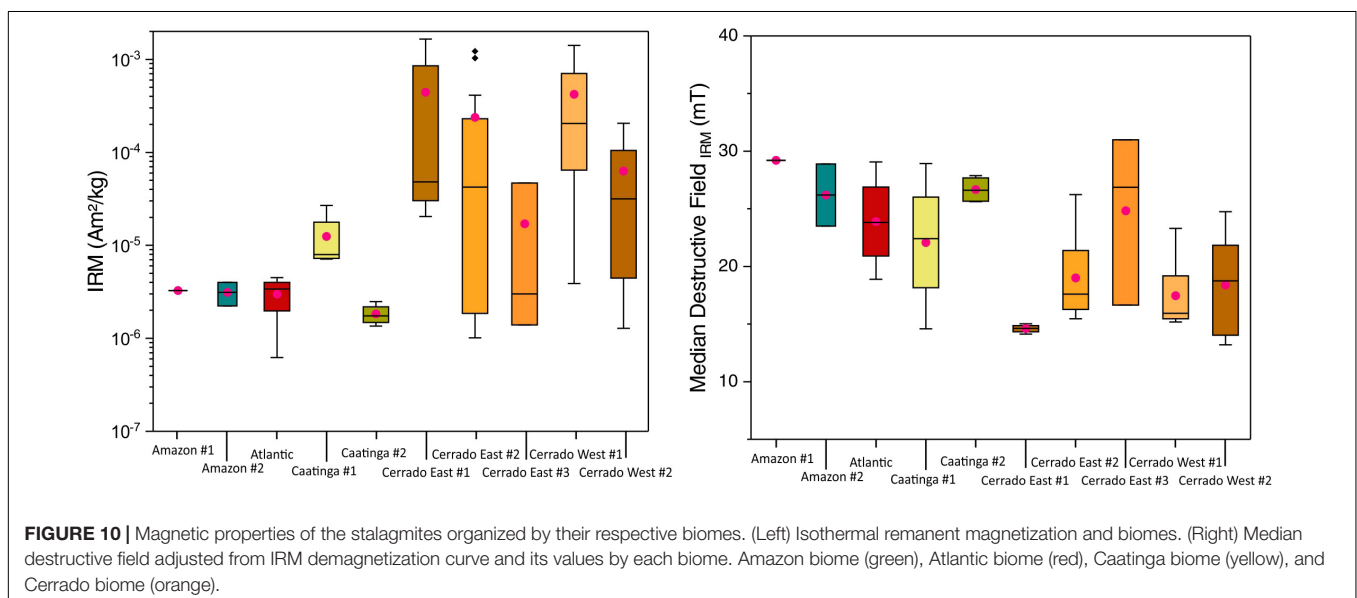 10⁻³
10⁻⁴
10⁻⁵
10⁻⁶
10⁻⁷
IRM (Am²/kg)
Amazon #1
Amazon #2
Atlantic
Caatinga #1
Caatinga #2
Cerrado East #1
Cerrado East #2
Cerrado East #3
Cerrado West #1
Cerrado West #2
40
30
20
10
Median Destructive Field IRM (mT)
Amazon #1
Amazon #2
Atlantic
Caatinga #1
Caatinga #2
Cerrado East #1
Cerrado East #2
Cerrado East #3
Cerrado West #1
Cerrado West #2
FIGURE 10 | Magnetic properties of the stalagmites organized by their respective biomes. (Left) Isothermal remanent magnetization and biomes. (Right) Median
destructive field adjusted from IRM demagnetization curve and its values by each biome. Amazon biome (green), Atlantic biome (red), Caatinga biome (yellow), and
Cerrado biome (orange).